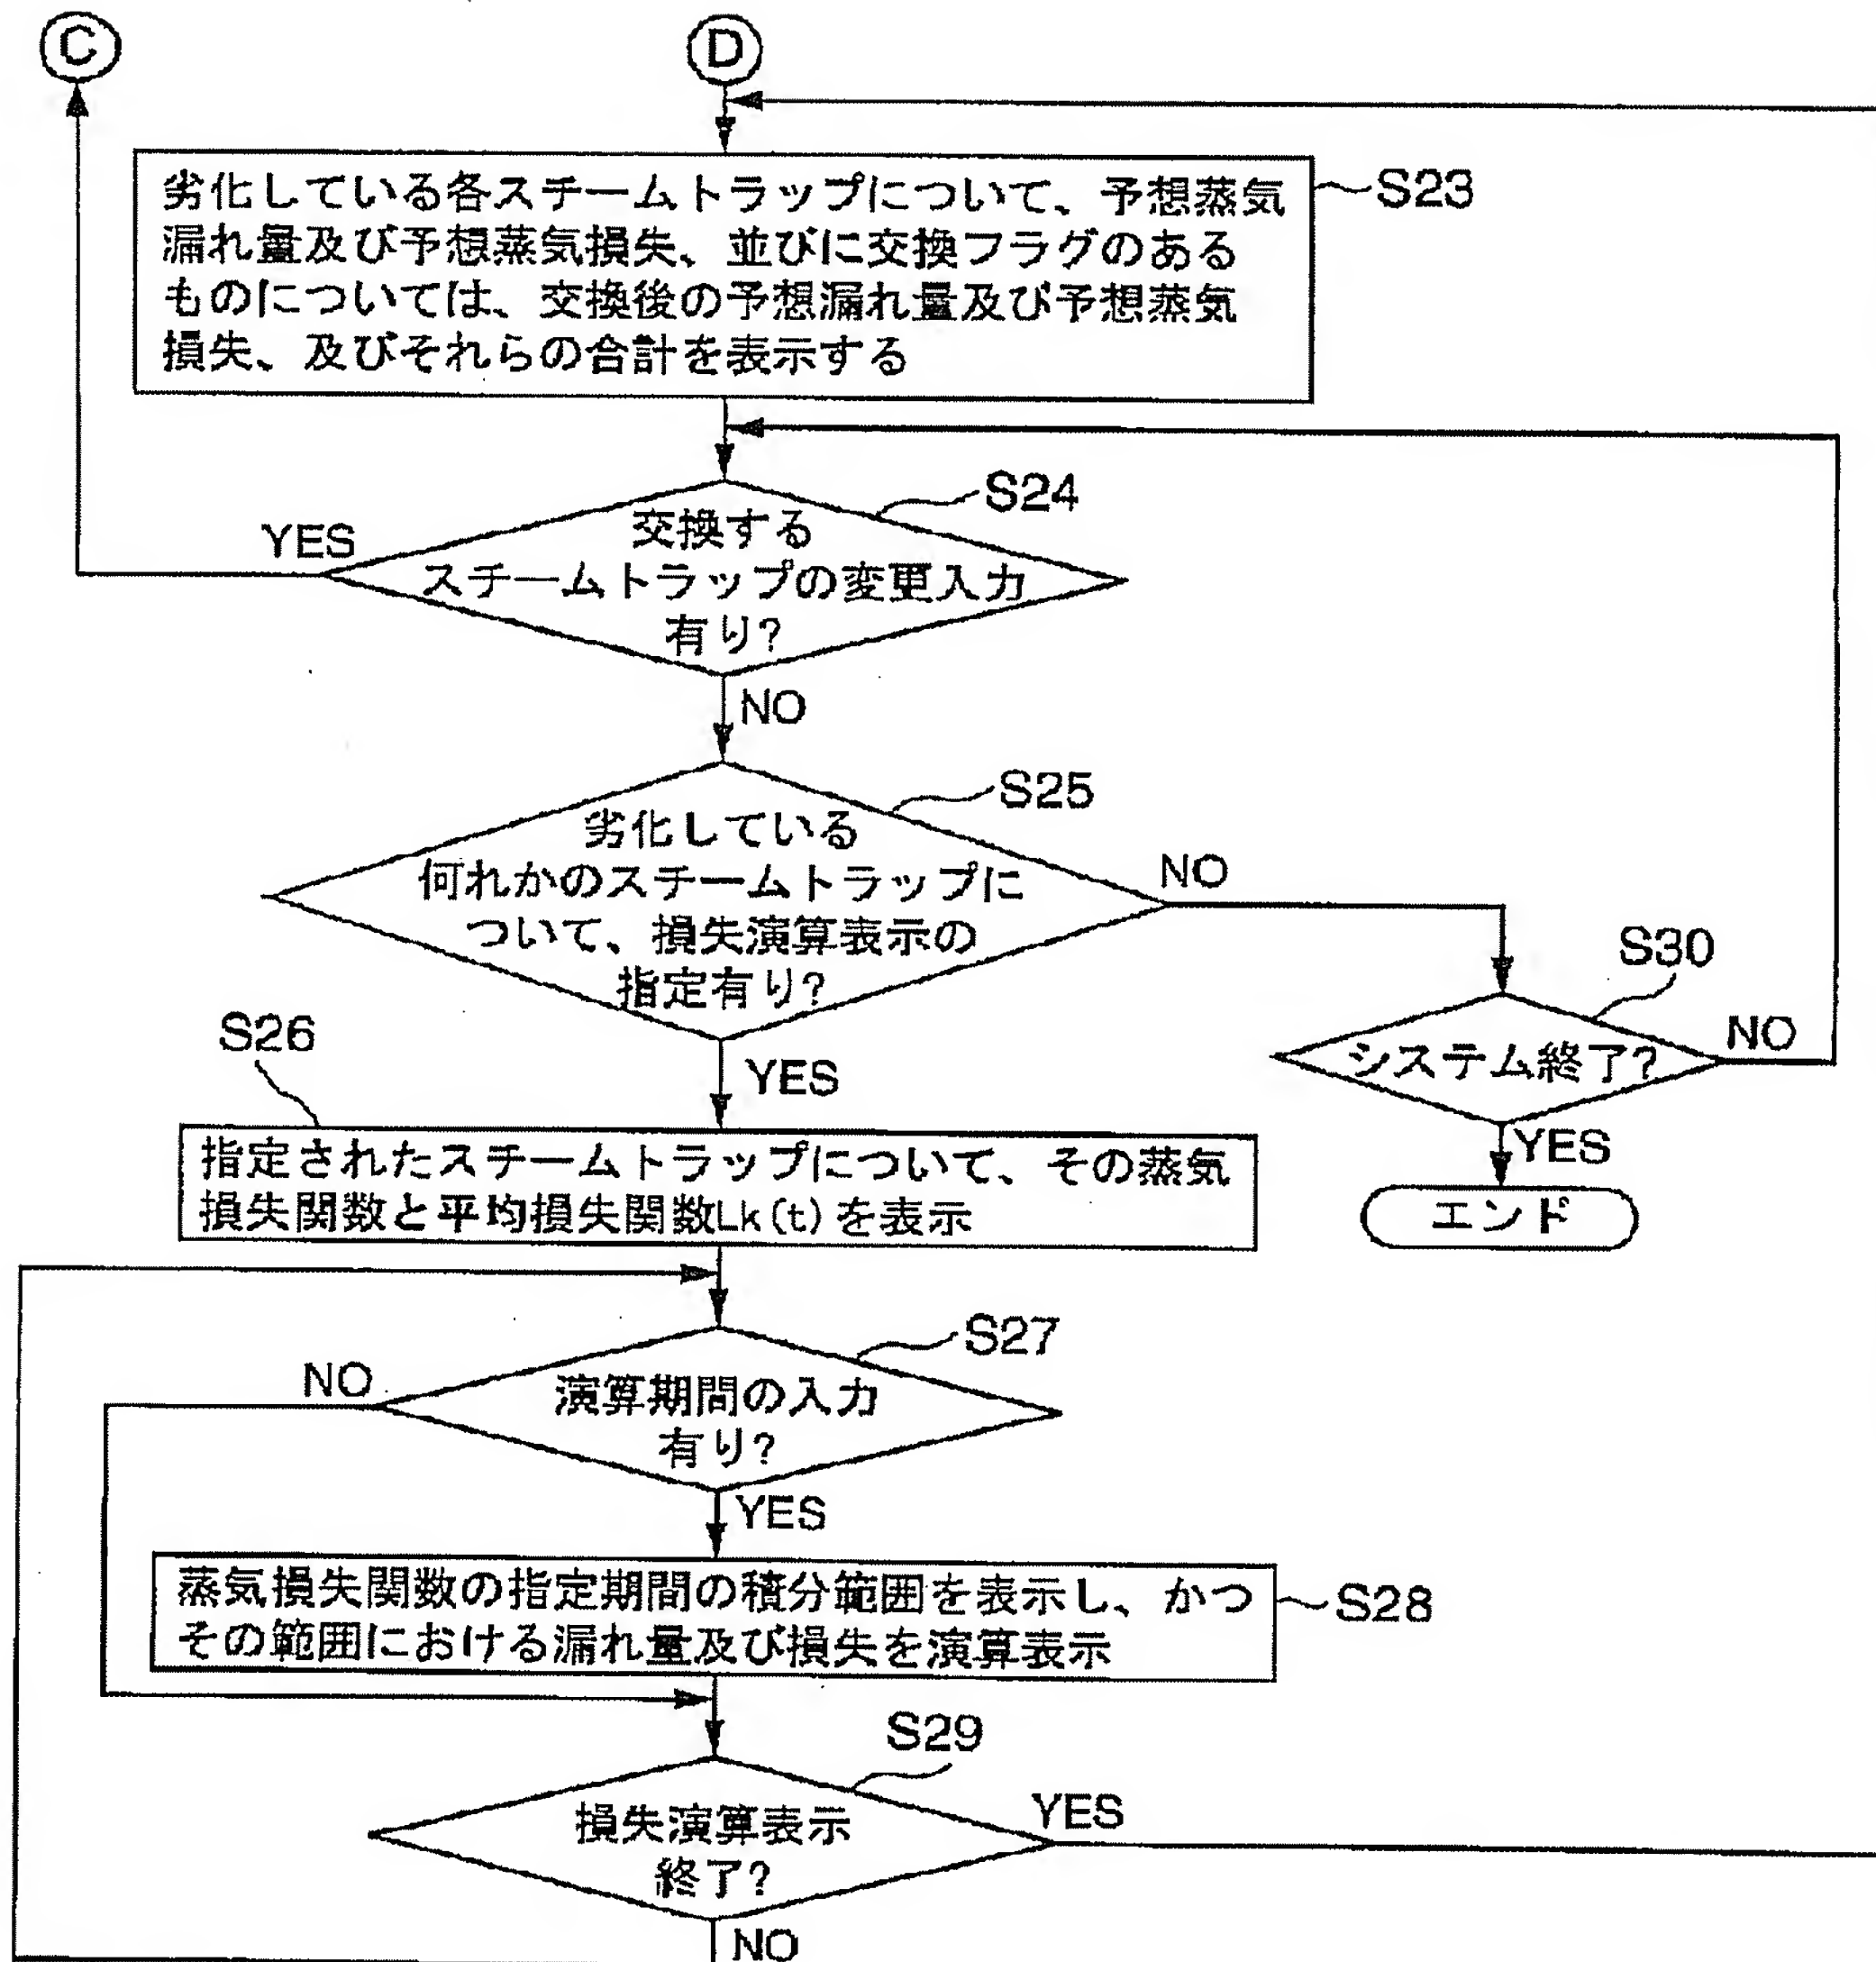 C
D
劣化している各スチームトラップについて、予想蒸気
漏れ量及び予想蒸気損失、並びに交換フラグのある
ものについては、交換後の予想漏れ量及び予想蒸気
損失、及びそれらの合計を表示する
S23
S24
YES
交換する
スチームトラップの変更入力
有り?
NO
S25
劣化している
何れかのスチームトラップに
ついて、損失演算表示の
指定有り?
NO
S30
システム終了?
NO
YES
エンド
S26
YES
指定されたスチームトラップについて、その蒸気
損失関数と平均損失関数Lk(t)を表示
S27
NO
演算期間の入力
有り?
YES
蒸気損失関数の指定期間の積分範囲を表示し、かつ
その範囲における漏れ量及び損失を演算表示
S28
S29
損失演算表示
終了?
YES
NO